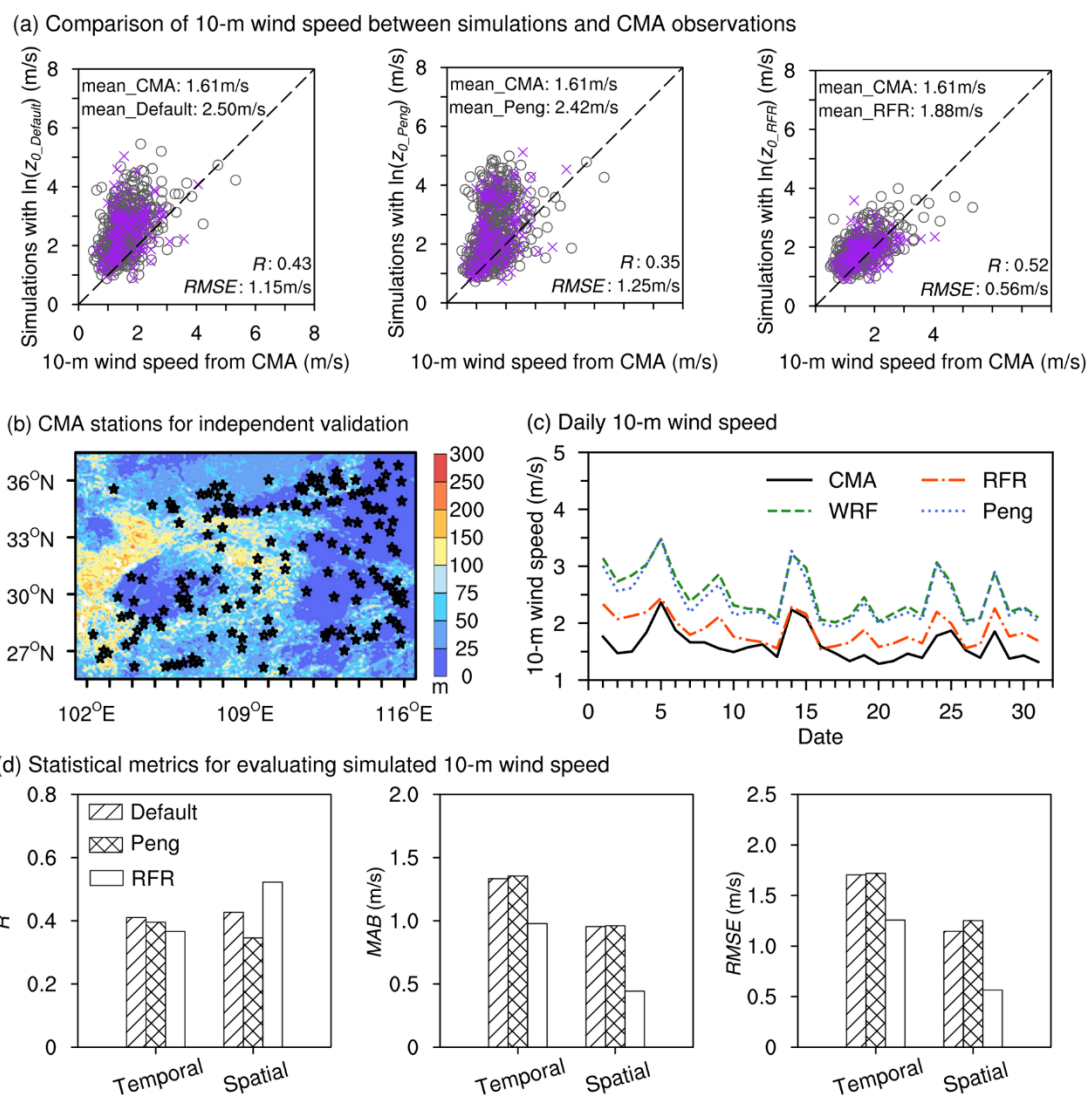 (a) Comparison of 10-m wind speed between simulations and CMA observations
Simulations with ln(z0_Default) (m/s)
8
6
4
2
0
mean_CMA: 1.61m/s
mean_Default: 2.50m/s
R: 0.43
RMSE: 1.15m/s
0 2 4 6 8
10-m wind speed from CMA (m/s)
Simulations with ln(z0_Peng) (m/s)
8
6
4
2
0
mean_CMA: 1.61m/s
mean_Peng: 2.42m/s
R: 0.35
RMSE: 1.25m/s
10-m wind speed from CMA (m/s)
Simulations with ln(z0_RFR) (m/s)
8
6
4
2
0
mean_CMA: 1.61m/s
mean_RFR: 1.88m/s
R: 0.52
RMSE: 0.56m/s
2 4
10-m wind speed from CMA (m/s)
(b) CMA stations for independent validation
36°N
33°N
30°N
27°N
102°E 109°E 116°E
300
250
200
150
100
75
50
25
0
m
(c) Daily 10-m wind speed
10-m wind speed (m/s)
5
4
3
2
1
CMA RFR
WRF Peng
0 5 10 15 20 25 30
Date
(d) Statistical metrics for evaluating simulated 10-m wind speed
R
0.8
0.6
0.4
0.2
0
Default
Peng
RFR
Temporal Spatial
MAB (m/s)
2.0
1.5
1.0
0.5
0
Temporal Spatial
RMSE (m/s)
2.5
2.0
1.5
1.0
0.5
0
Temporal Spatial